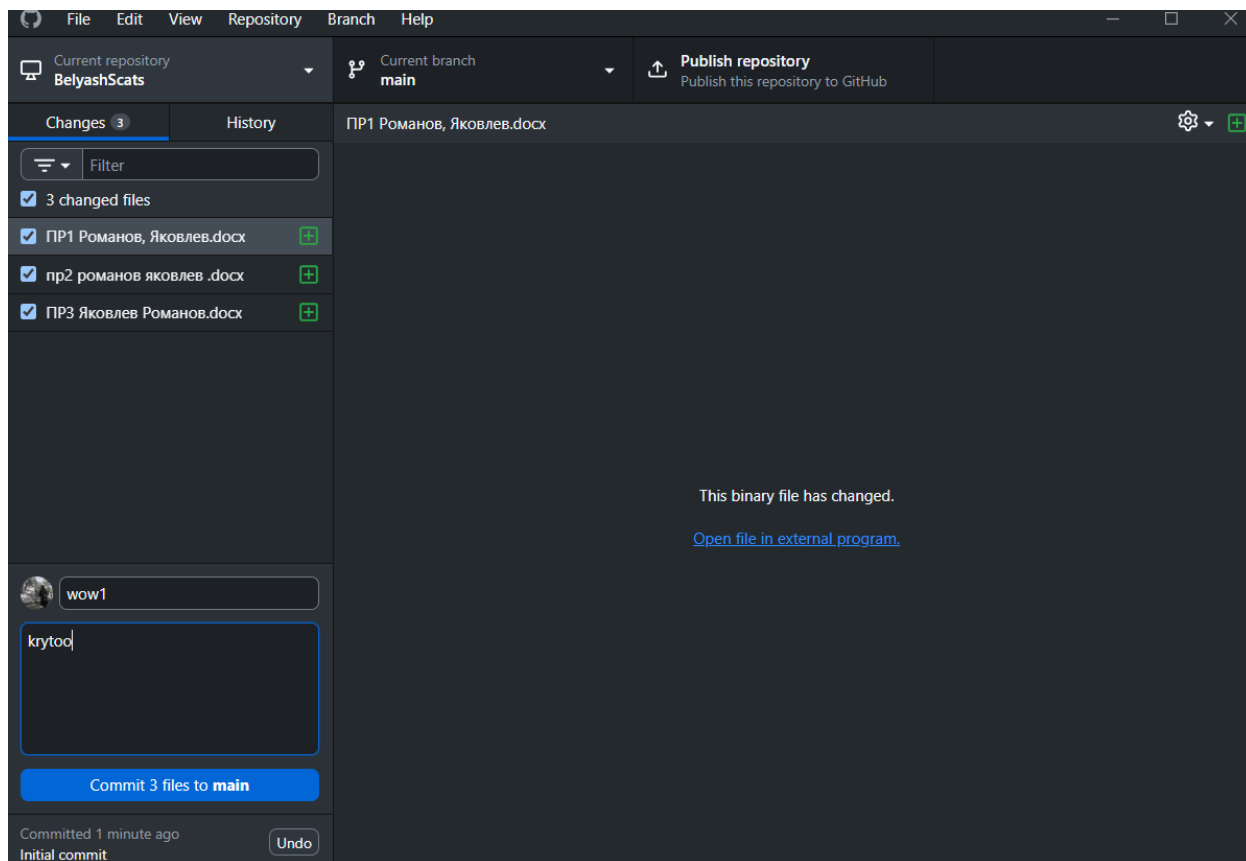 File Edit View Repository Branch Help
Current repository
BelyashScats
Current branch
main
Publish repository
Publish this repository to GitHub
Changes 3 History
ПР1 Романов, Яковлев.docx
Filter
3 changed files
ПР1 Романов, Яковлев.docx
пр2 романов яковлев .docx
ПР3 Яковлев Романов.docx
This binary file has changed.
Open file in external program.
wow1
krytoo
Commit 3 files to main
Committed 1 minute ago
Initial commit
Undo